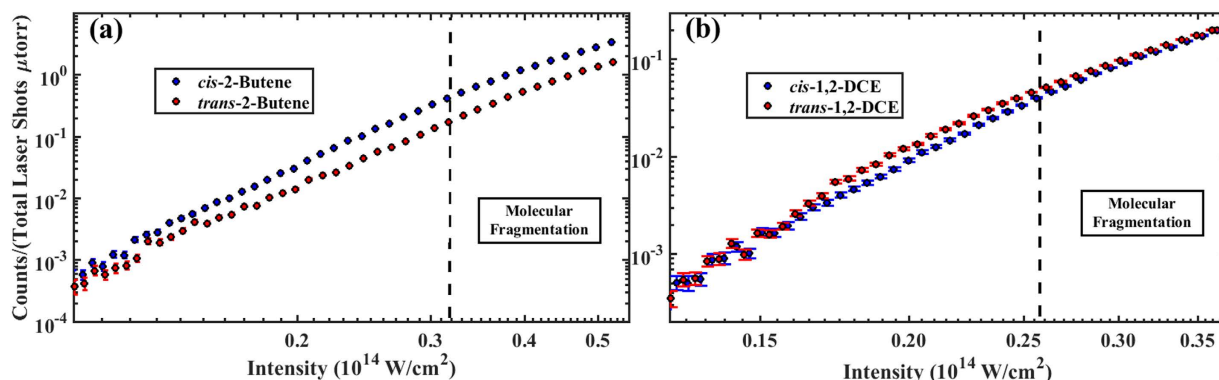 (a)
cis-2-Butene
trans-2-Butene
Molecular
Fragmentation
Counts/(Total Laser Shots μtorr)
10^0
10^-1
10^-2
10^-3
10^-4
0.2
0.3
0.4
0.5
Intensity (10^14 W/cm^2)
(b)
cis-1,2-DCE
trans-1,2-DCE
Molecular
Fragmentation
10^-1
10^-2
10^-3
0.15
0.20
0.25
0.30
0.35
Intensity (10^14 W/cm^2)